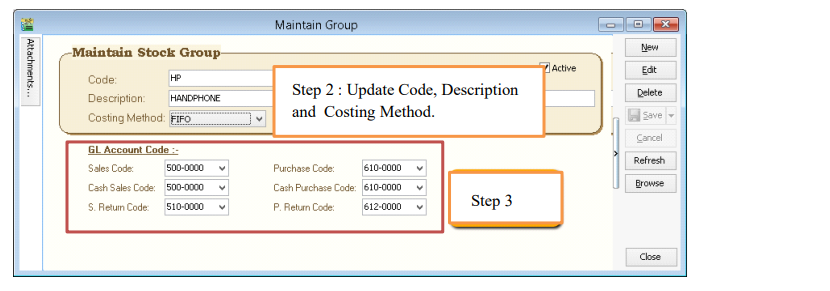 Maintain Group
Attachments...
Maintain Stock Group
Active
Code: HP
Description: HANDPHONE
Costing Method: FIFO
Step 2 : Update Code, Description
and Costing Method.
GL Account Code :-
Sales Code: 500-0000 Purchase Code: 610-0000
Cash Sales Code: 500-0000 Cash Purchase Code: 610-0000
S. Return Code: 510-0000 P. Return Code: 612-0000
Step 3
New
Edit
Delete
Save
Cancel
Refresh
Browse
Close